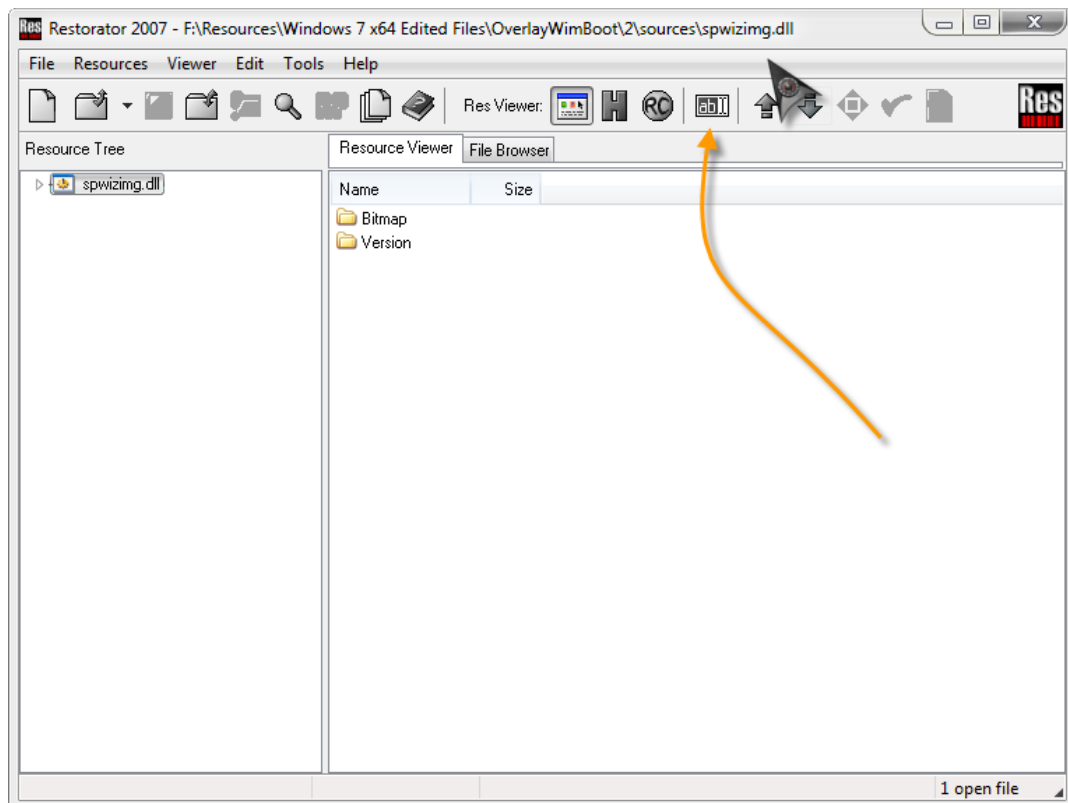 Res Restorator 2007 - F:\Resources\Windows 7 x64 Edited Files\OverlayWimBoot\2\sources\spwizimg.dll
File Resources Viewer Edit Tools Help
Res Viewer: H RC ab Res
Resource Tree
Resource Viewer File Browser
spwizimg.dll
Name Size
Bitmap
Version
1 open file